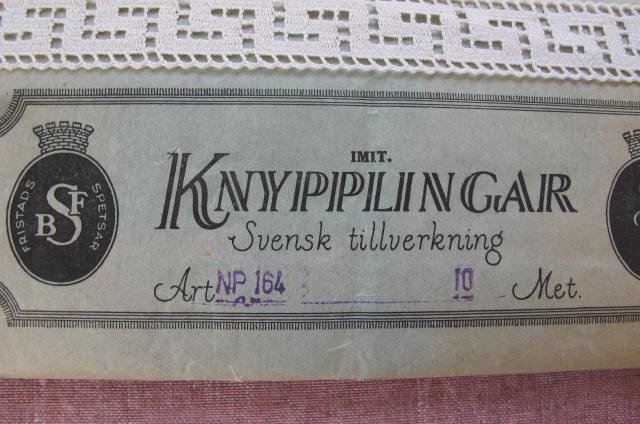 FRISTADS SPETSAR
BSF
IMIT.
KNYPPLINGAR
Svensk tillverkning
Art NP 164 10 Met.